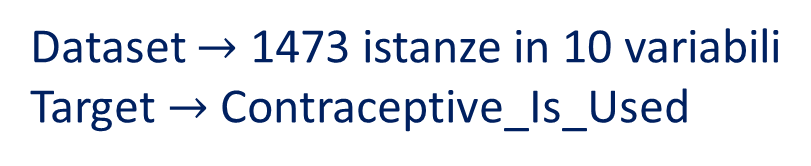 Dataset → 1473 istanze in 10 variabili
Target → Contraceptive_Is_Used